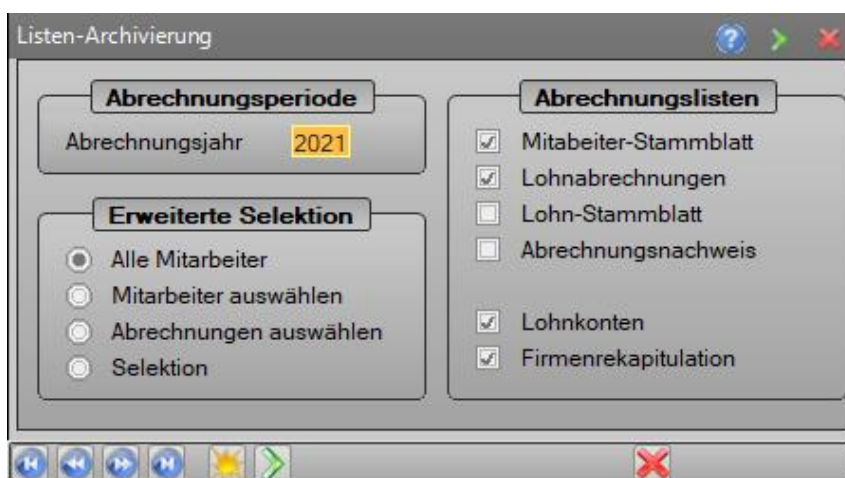 Listen-Archivierung
Abrechnungsperiode
Abrechnungsjahr 2021
Erweiterte Selektion
Alle Mitarbeiter
Mitarbeiter auswählen
Abrechnungen auswählen
Selektion
Abrechnungslisten
Mitabeiter-Stammblatt
Lohnabrechnungen
Lohn-Stammblatt
Abrechnungsnachweis
Lohnkonten
Firmenrekapitulation